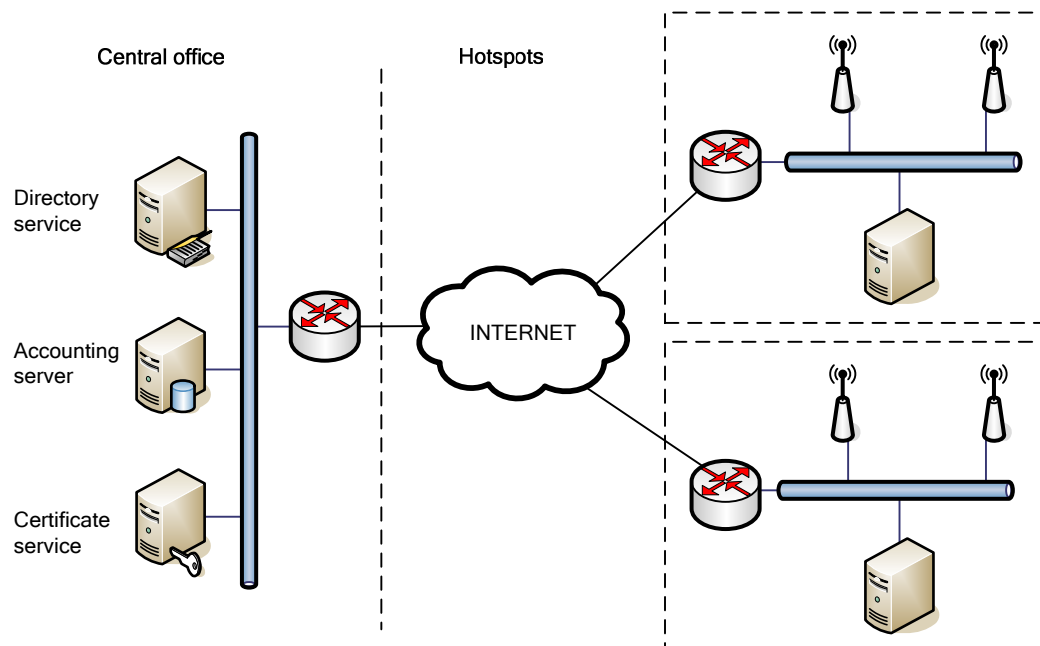 Central office
Hotspots
Directory
service
Accounting
server
Certificate
service
INTERNET